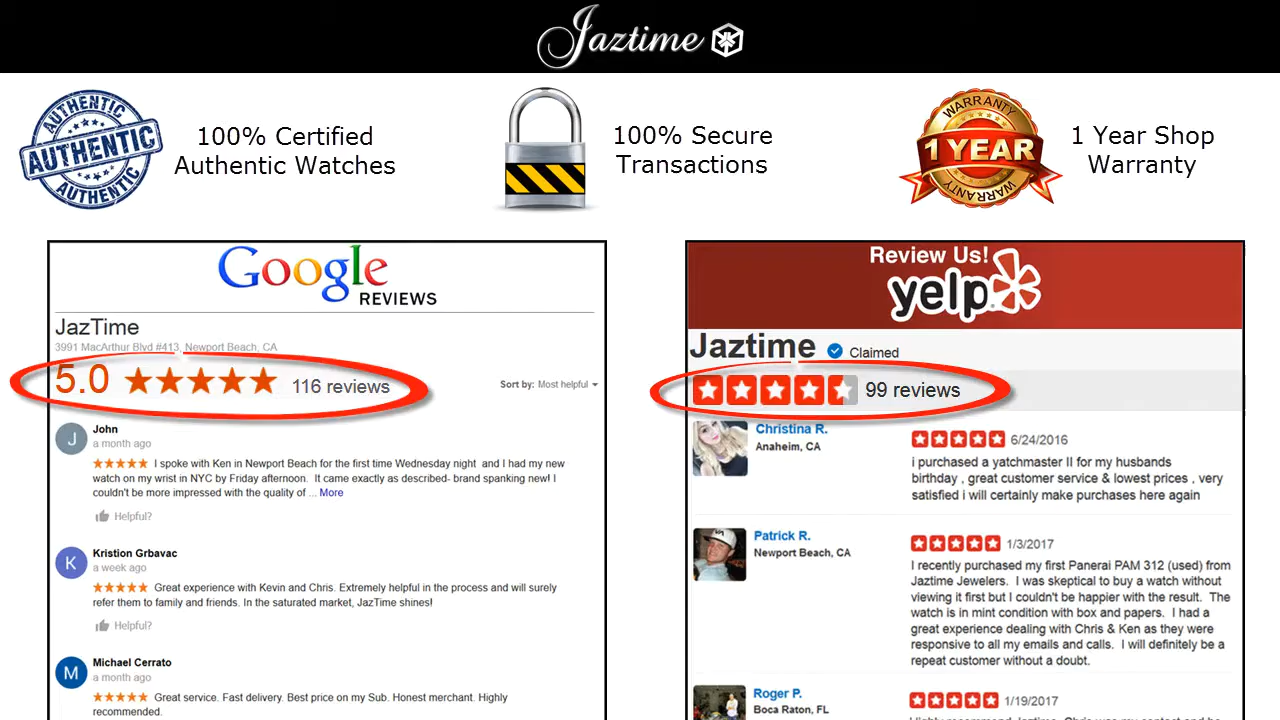 Jaztime
AUTHENTIC
AUTHENTIC
AUTHENTIC
100% Certified
Authentic Watches
100% Secure
Transactions
WARRANTY
1 YEAR
WARRANTY
1 Year Shop
Warranty
Google
REVIEWS
JazTime
3991 MacArthur Blvd #413, Newport Beach, CA
5.0 116 reviews
Sort by: Most helpful
J
John
a month ago
I spoke with Ken in Newport Beach for the first time Wednesday night and I had my new
watch on my wrist in NYC by Friday afternoon. It came exactly as described- brand spanking new! I
couldn't be more impressed with the quality of ... More
Helpful?
K
Kristion Grbavac
a week ago
Great experience with Kevin and Chris. Extremely helpful in the process and will surely
refer them to family and friends. In the saturated market, JazTime shines!
Helpful?
M
Michael Cerrato
a month ago
Great service. Fast delivery. Best price on my Sub. Honest merchant. Highly
recommended.
Review Us!
yelp
Jaztime Claimed
99 reviews
Christina R.
Anaheim, CA
6/24/2016
i purchased a yatchmaster II for my husbands
birthday , great customer service & lowest prices , very
satisfied i will certainly make purchases here again
Patrick R.
Newport Beach, CA
1/3/2017
I recently purchased my first Panerai PAM 312 (used) from
Jaztime Jewelers. I was skeptical to buy a watch without
viewing it first but I couldn't be happier with the result. The
watch is in mint condition with box and papers. I had a
great experience dealing with Chris & Ken as they were
responsive to all my emails and calls. I will definitely be a
repeat customer without a doubt.
Roger P.
Boca Raton, FL
1/19/2017